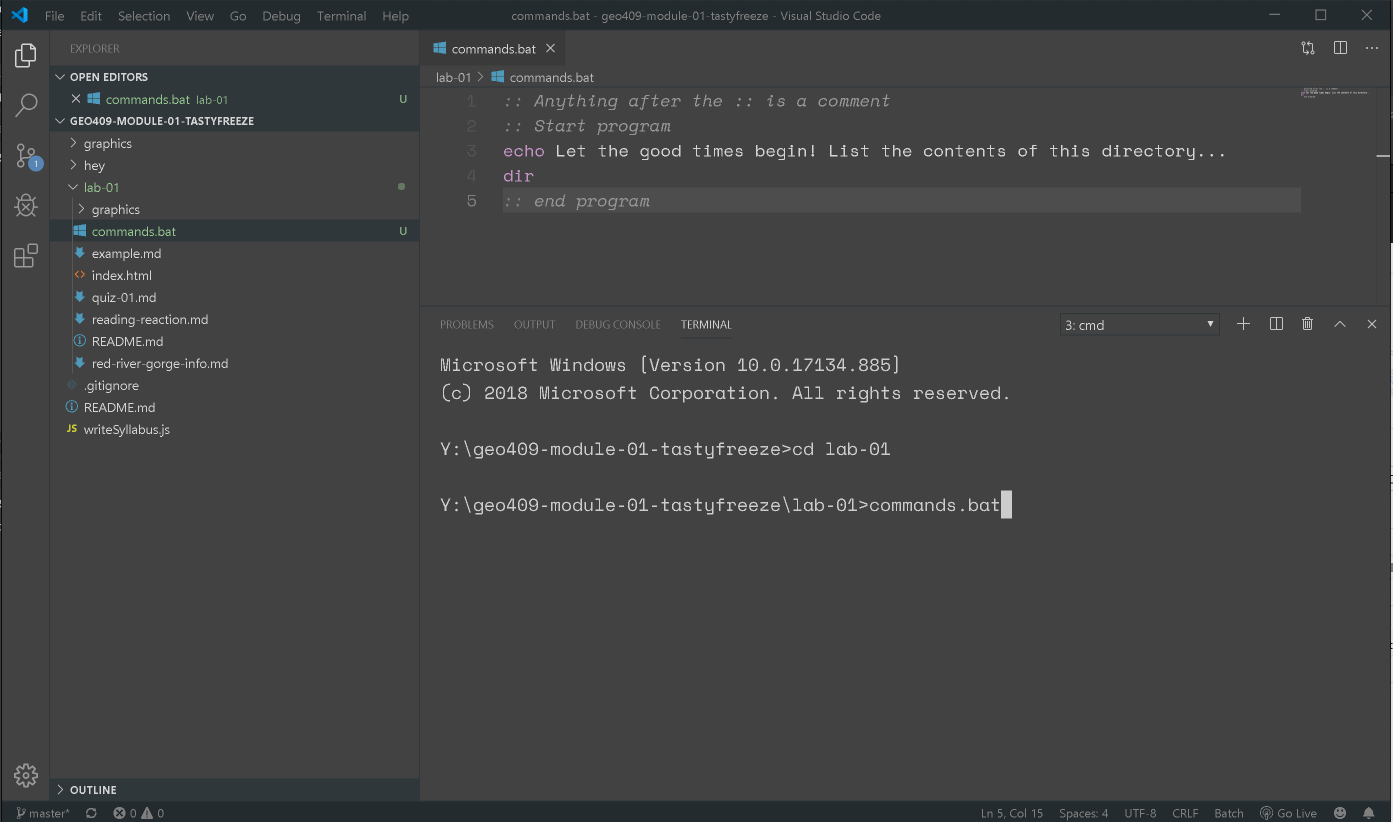 File Edit Selection View Go Debug Terminal Help
commands.bat - geo409-module-01-tastyfreeze - Visual Studio Code
EXPLORER
OPEN EDITORS
commands.bat lab-01 U
GEO409-MODULE-01-TASTYFREEZE
graphics
hey
lab-01
graphics
commands.bat U
example.md
index.html
quiz-01.md
reading-reaction.md
README.md
red-river-gorge-info.md
.gitignore
README.md
JS writeSyllabus.js
OUTLINE
1
commands.bat
lab-01 > commands.bat
1 :: Anything after the :: is a comment
2 :: Start program
3 echo Let the good times begin! List the contents of this directory...
4 dir
5 :: end program
PROBLEMS OUTPUT DEBUG CONSOLE TERMINAL
3: cmd
Microsoft Windows [Version 10.0.17134.885]
(c) 2018 Microsoft Corporation. All rights reserved.
Y:\geo409-module-01-tastyfreeze>cd lab-01
Y:\geo409-module-01-tastyfreeze\lab-01>commands.bat
master* 0 0
Ln 5, Col 15 Spaces: 4 UTF-8 CRLF Batch Go Live